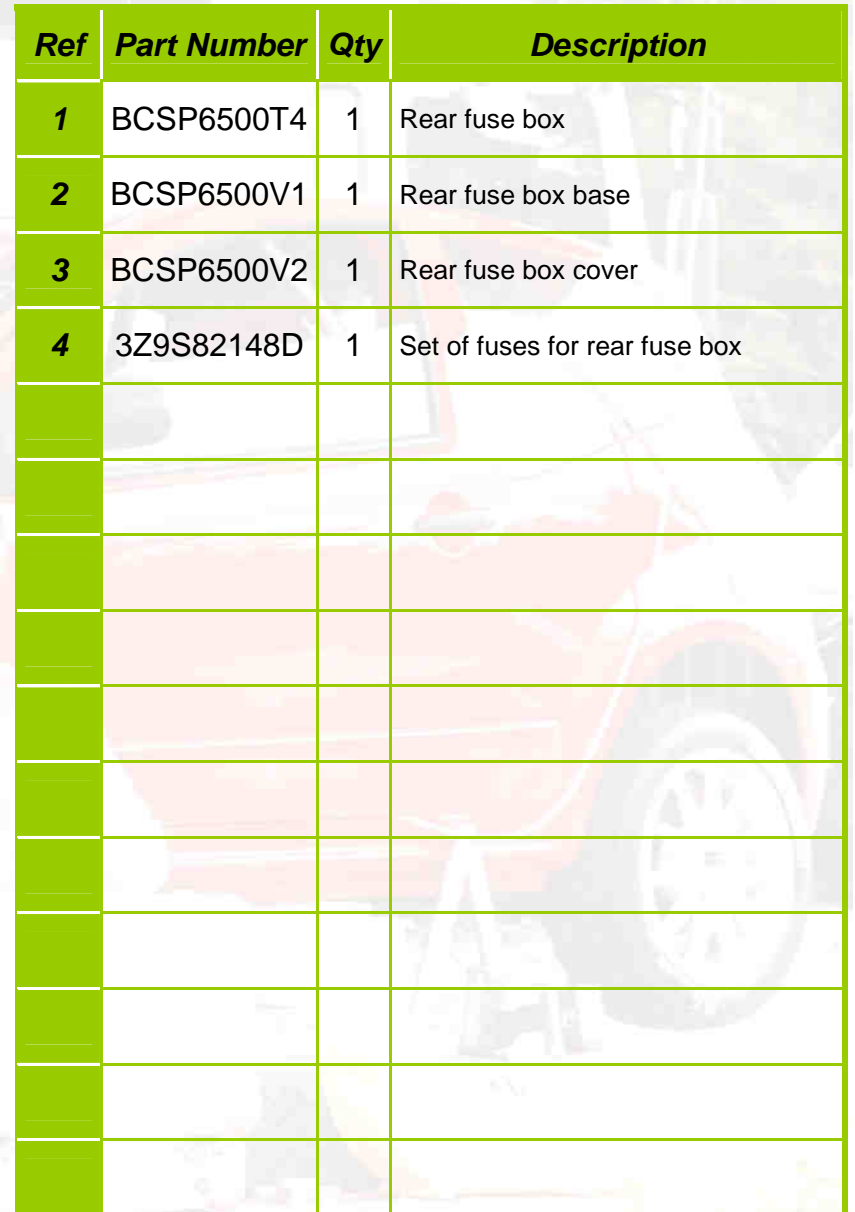 Ref Part Number Qty Description
1 BCSP6500T4 1 Rear fuse box
2 BCSP6500V1 1 Rear fuse box base
3 BCSP6500V2 1 Rear fuse box cover
4 3Z9S82148D 1 Set of fuses for rear fuse box